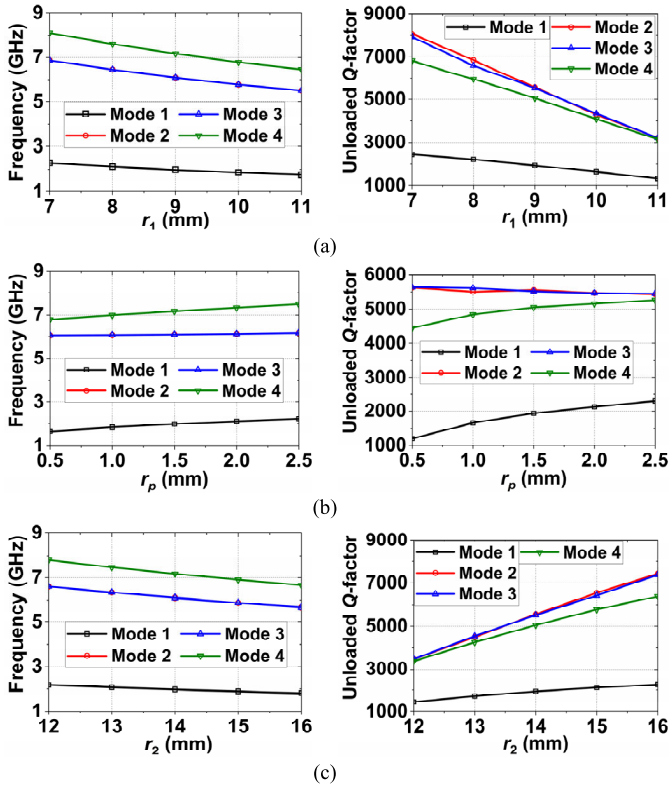 Frequency (GHz)
9
7
5
3
1
Mode 1
Mode 3
Mode 2
Mode 4
7 8 9 10 11
r1 (mm)
Unloaded Q-factor
9000
7000
5000
3000
1000
Mode 1
Mode 2
Mode 3
Mode 4
7 8 9 10 11
r1 (mm)
(a)
Frequency (GHz)
9
7
5
3
1
Mode 1
Mode 3
Mode 2
Mode 4
0.5 1.0 1.5 2.0 2.5
rp (mm)
Unloaded Q-factor
6000
5000
4000
3000
2000
1000
Mode 1
Mode 3
Mode 2
Mode 4
0.5 1.0 1.5 2.0 2.5
rp (mm)
(b)
Frequency (GHz)
9
7
5
3
1
Mode 1
Mode 3
Mode 2
Mode 4
12 13 14 15 16
r2 (mm)
Unloaded Q-factor
9000
7000
5000
3000
1000
Mode 1
Mode 4
Mode 2
Mode 3
12 13 14 15 16
r2 (mm)
(c)